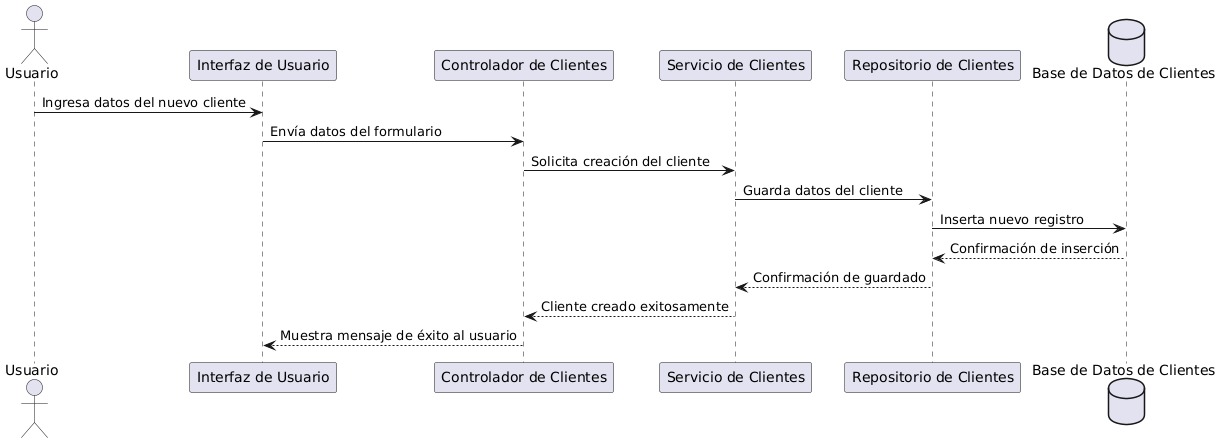 Usuario
Interfaz de Usuario
Controlador de Clientes
Servicio de Clientes
Repositorio de Clientes
Base de Datos de Clientes
Ingresa datos del nuevo cliente
Envía datos del formulario
Solicita creación del cliente
Guarda datos del cliente
Inserta nuevo registro
Confirmación de inserción
Confirmación de guardado
Cliente creado exitosamente
Muestra mensaje de éxito al usuario
Usuario
Interfaz de Usuario
Controlador de Clientes
Servicio de Clientes
Repositorio de Clientes
Base de Datos de Clientes